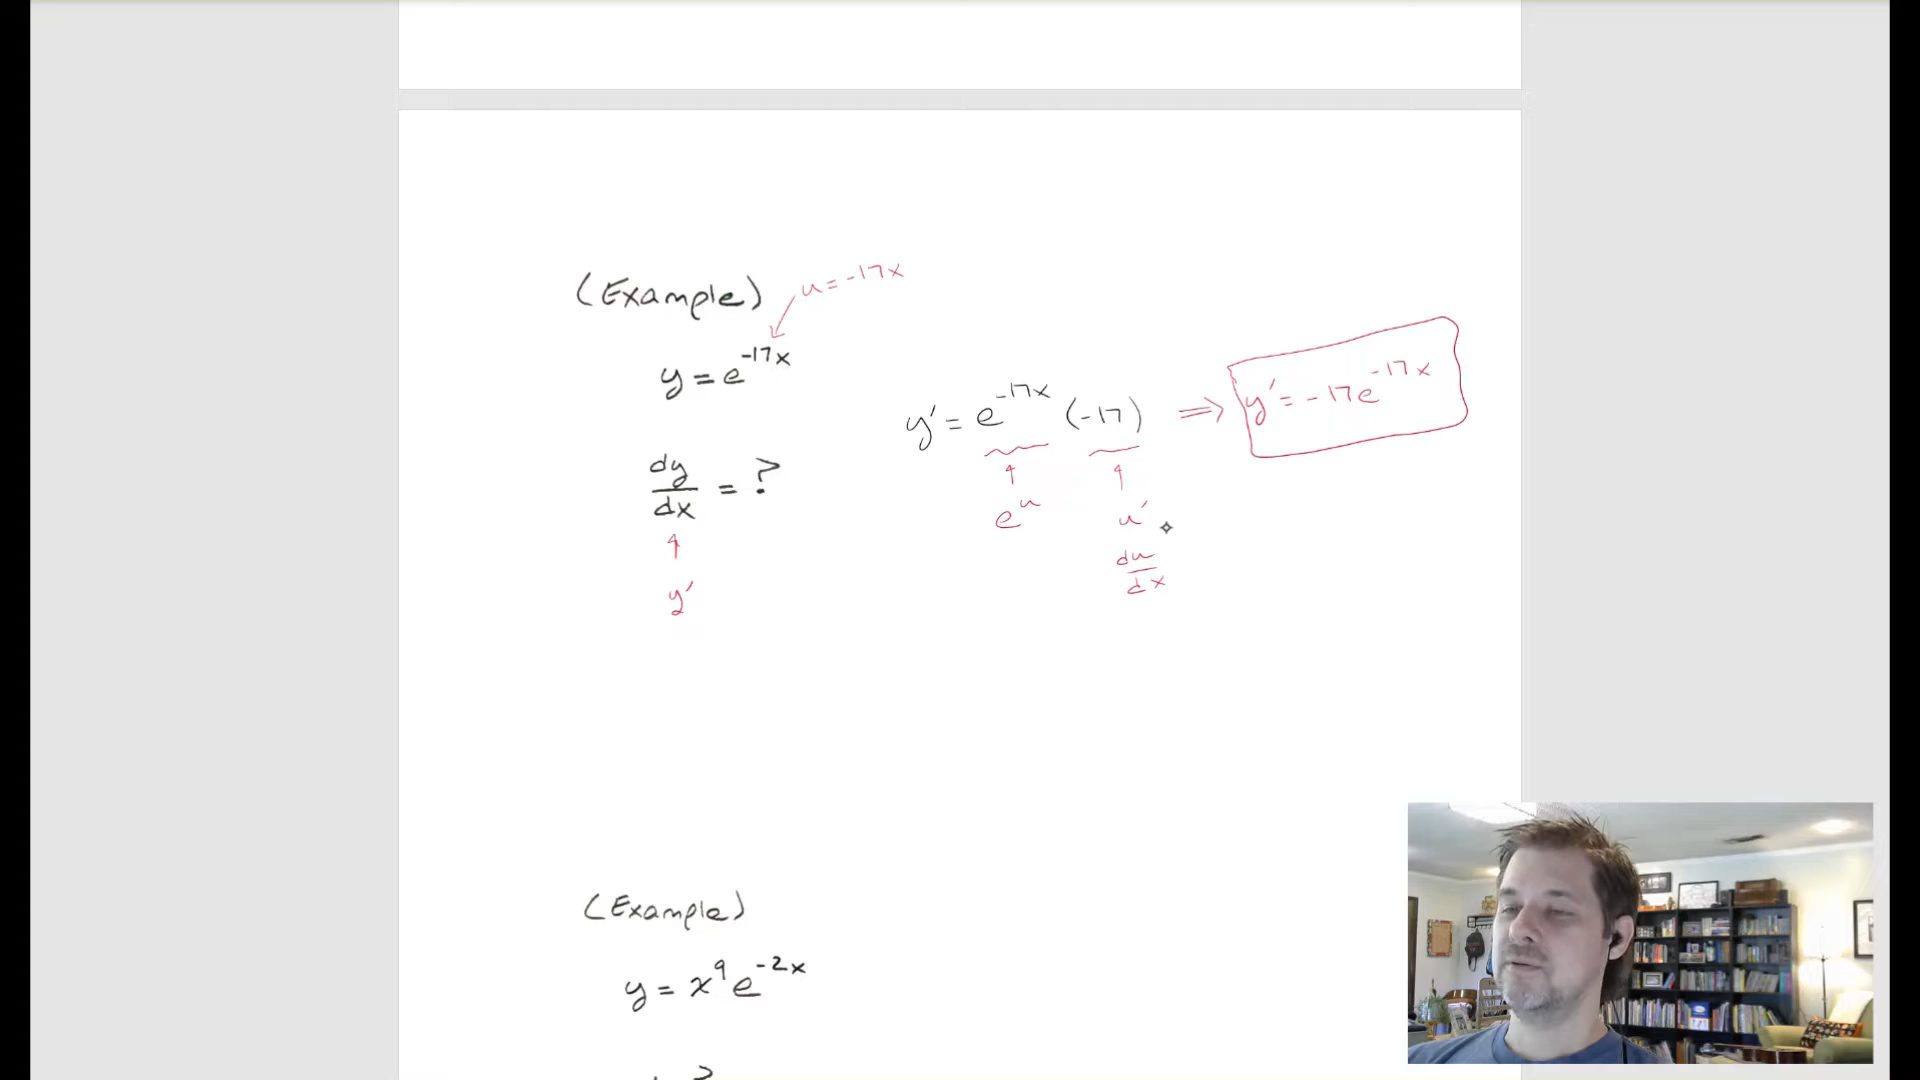 (Example)
u = -17x
y = e^{-17x}
y' = e^{-17x} (-17) ⇒ y' = -17e^{-17x}
dy/dx = ?
e^u
u'
du/dx
y'
(Example)
y = x^9 e^{-2x}
?